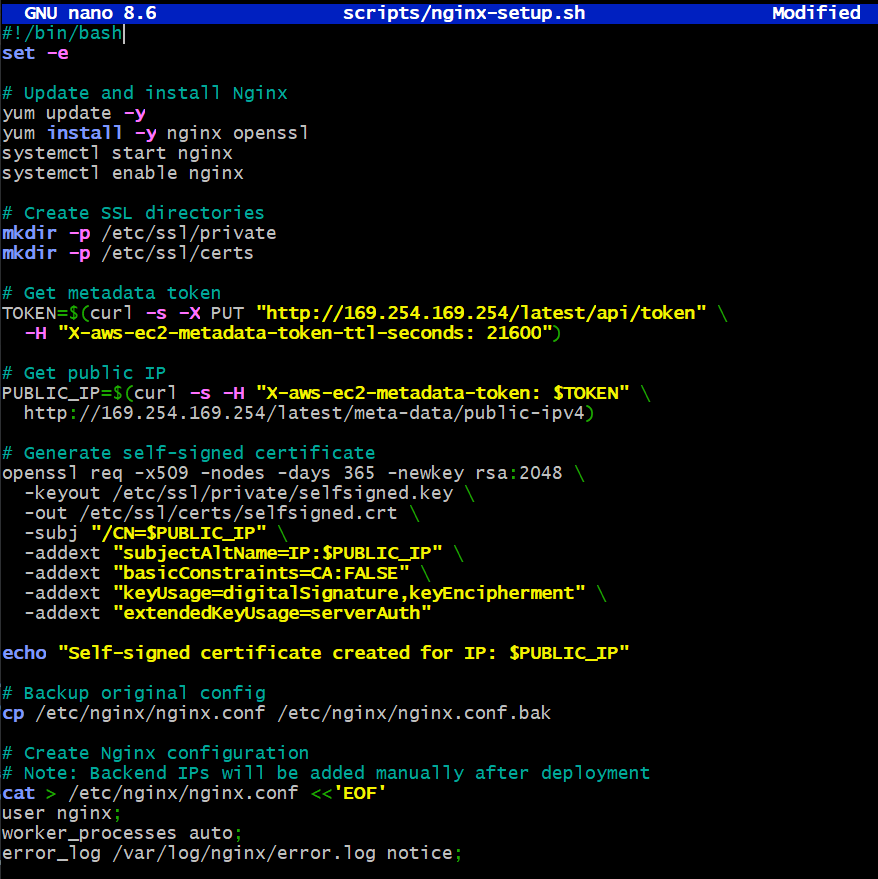 GNU nano 8.6 scripts/nginx-setup.sh Modified
#!/bin/bash
set -e

# Update and install Nginx
yum update -y
yum install -y nginx openssl
systemctl start nginx
systemctl enable nginx

# Create SSL directories
mkdir -p /etc/ssl/private
mkdir -p /etc/ssl/certs

# Get metadata token
TOKEN=$(curl -s -X PUT "http://169.254.169.254/latest/api/token" \
  -H "X-aws-ec2-metadata-token-ttl-seconds: 21600")

# Get public IP
PUBLIC_IP=$(curl -s -H "X-aws-ec2-metadata-token: $TOKEN" \
  http://169.254.169.254/latest/meta-data/public-ipv4)

# Generate self-signed certificate
openssl req -x509 -nodes -days 365 -newkey rsa:2048 \
  -keyout /etc/ssl/private/selfsigned.key \
  -out /etc/ssl/certs/selfsigned.crt \
  -subj "/CN=$PUBLIC_IP" \
  -addext "subjectAltName=IP:$PUBLIC_IP" \
  -addext "basicConstraints=CA:FALSE" \
  -addext "keyUsage=digitalSignature,keyEncipherment" \
  -addext "extendedKeyUsage=serverAuth"

echo "Self-signed certificate created for IP: $PUBLIC_IP"

# Backup original config
cp /etc/nginx/nginx.conf /etc/nginx/nginx.conf.bak

# Create Nginx configuration
# Note: Backend IPs will be added manually after deployment
cat > /etc/nginx/nginx.conf <<'EOF'
user nginx;
worker_processes auto;
error_log /var/log/nginx/error.log notice;